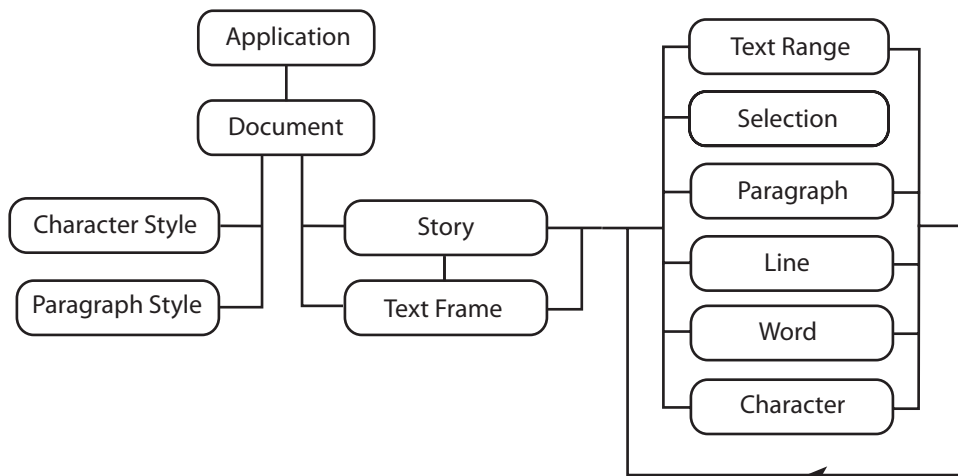 Application
Document
Character Style
Paragraph Style
Story
Text Frame
Text Range
Selection
Paragraph
Line
Word
Character